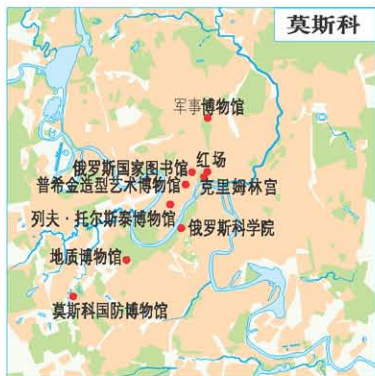 莫斯科
军事博物馆
俄罗斯国家图书馆
红场
普希金造型艺术博物馆
克里姆林宫
列夫·托尔斯泰博物馆
俄罗斯科学院
地质博物馆
莫斯科国防博物馆